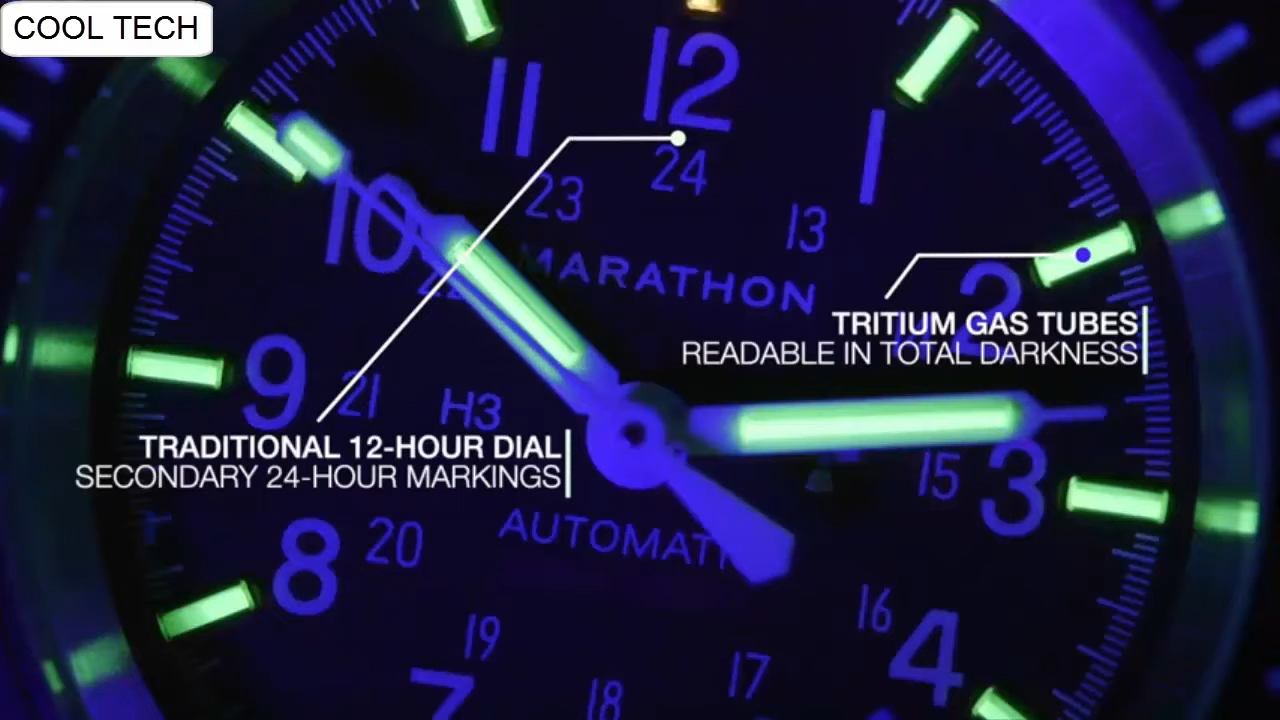 COOL TECH
12
11
1
24
23
13
10
MARATHON
2
TRITIUM GAS TUBES
READABLE IN TOTAL DARKNESS
9
21
H3
TRADITIONAL 12-HOUR DIAL
SECONDARY 24-HOUR MARKINGS
15
3
20
8
16
4
19
17
7
18